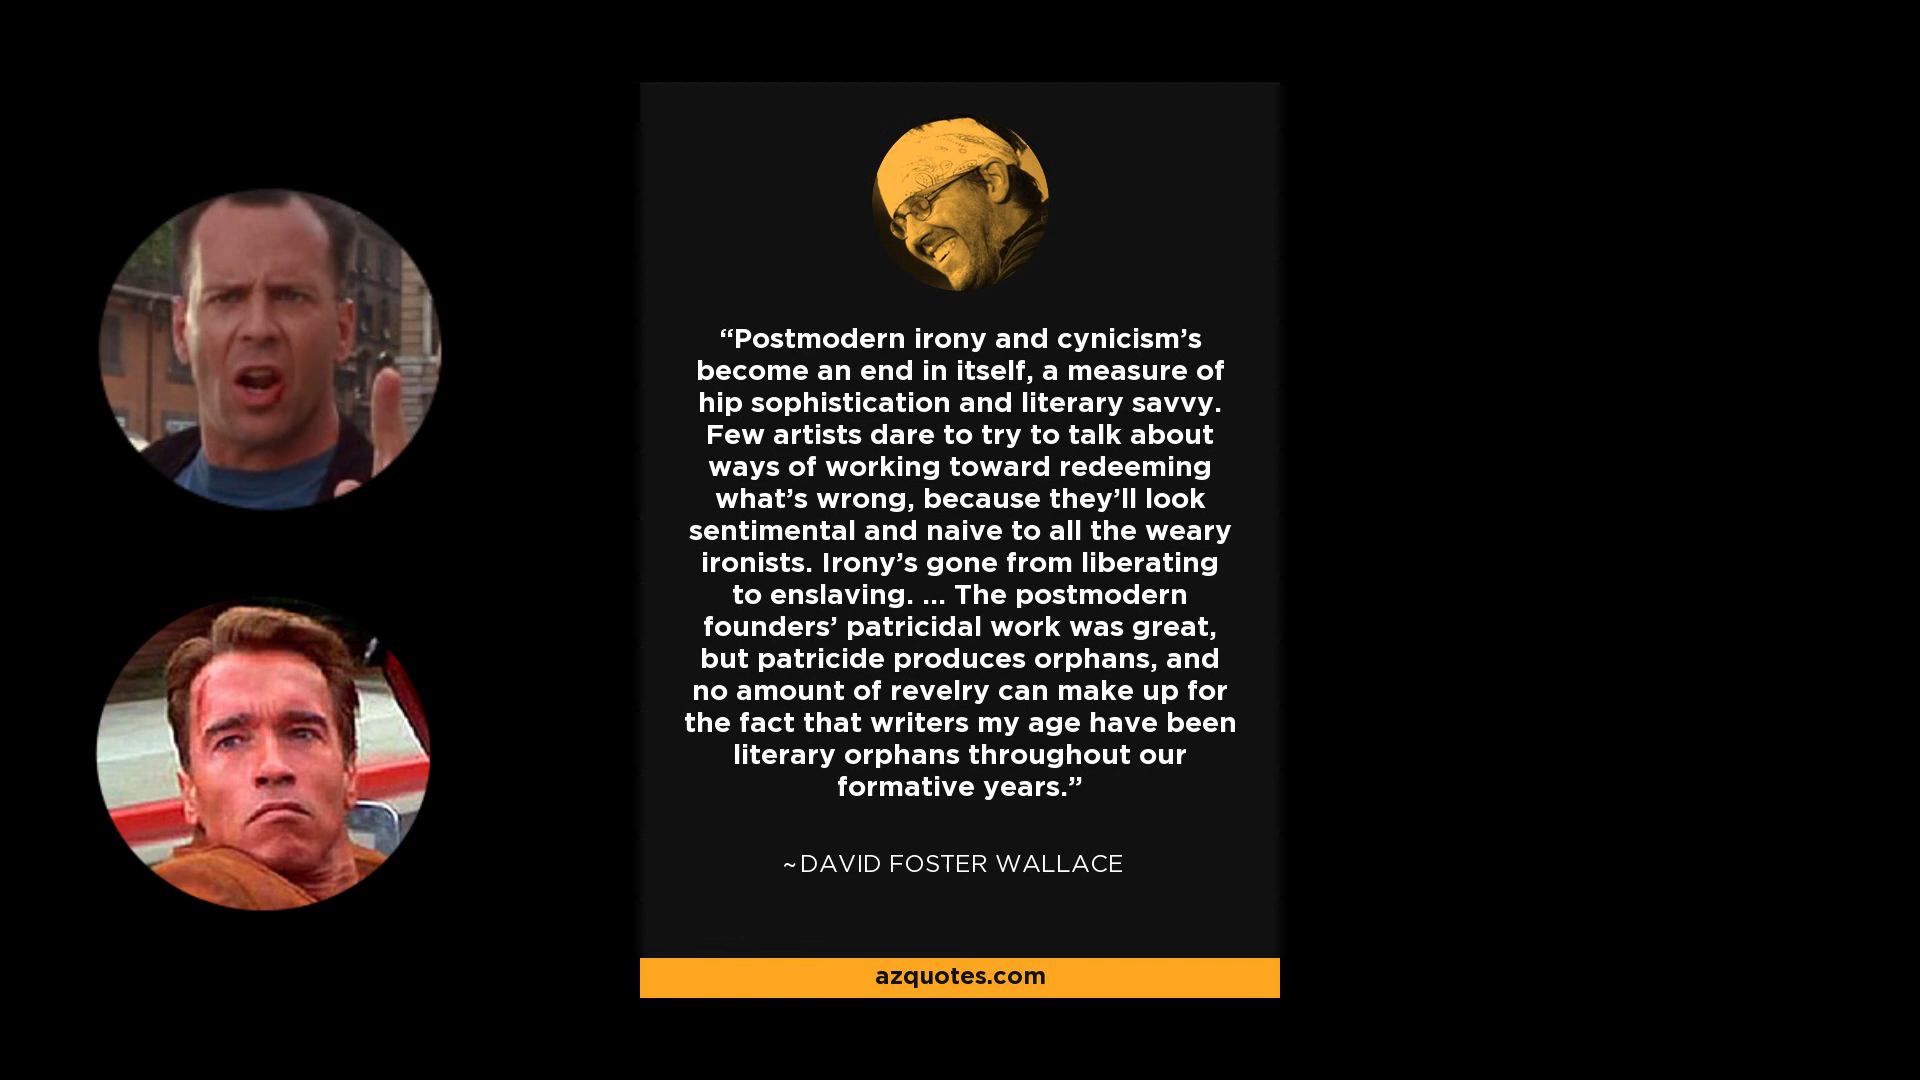 “Postmodern irony and cynicism’s
become an end in itself, a measure of
hip sophistication and literary savvy.
Few artists dare to try to talk about
ways of working toward redeeming
what’s wrong, because they’ll look
sentimental and naive to all the weary
ironists. Irony’s gone from liberating
to enslaving. ... The postmodern
founders’ patricidal work was great,
but patricide produces orphans, and
no amount of revelry can make up for
the fact that writers my age have been
literary orphans throughout our
formative years.”
~ DAVID FOSTER WALLACE
azquotes.com